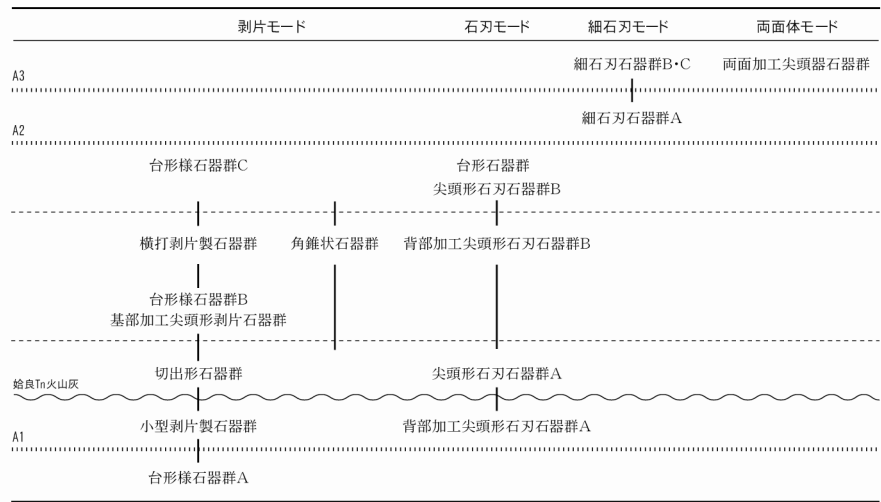 剥片モード 石刃モード 細石刃モード 両面体モード
細石刃石器群B・C 両面加工尖頭器石器群
A3
細石刃石器群A
A2
台形様石器群C 台形石器群
尖頭形石刃石器群B
横打剥片製石器群 角錐状石器群 背部加工尖頭形石刃石器群B
台形様石器群B
基部加工尖頭形剥片石器群
切出形石器群 尖頭形石刃石器群A
姶良Tn火山灰
小型剥片製石器群 背部加工尖頭形石刃石器群A
A1
台形様石器群A